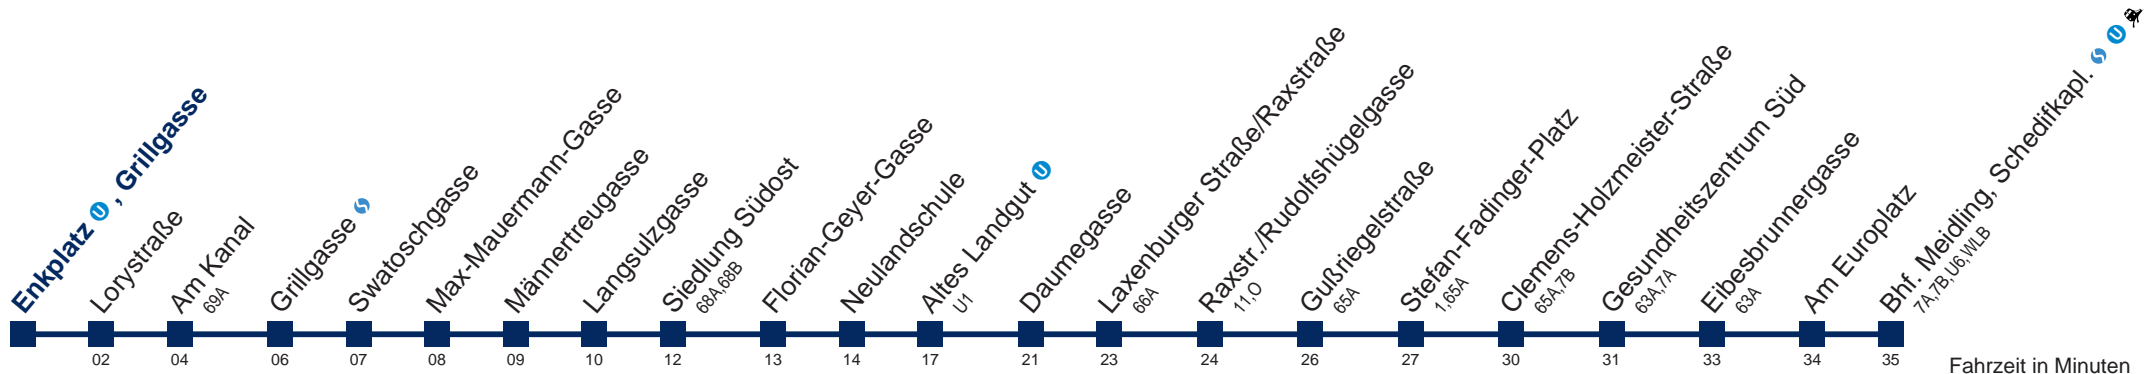 Enkplatz U , Grillgasse
Lorystraße
Am Kanal
69A
Grillgasse
Swatoschgasse
Max-Mauermann-Gasse
Männertreugasse
Langsulzgasse
Siedlung Südost
68A,68B
Florian-Geyer-Gasse
Neulandschule
Altes Landgut U
U1
Daumegasse
Laxenburger Straße/Raxstraße
66A
Raxstr./Rudolfshügelgasse
11,O
Gußriegelstraße
65A
Stefan-Fadinger-Platz
1,65A
Clemens-Holzmeister-Straße
65A,7B
Gesundheitszentrum Süd
63A,7A
Eibesbrunnergasse
63A
Am Europlatz
Bhf. Meidling, Schedifkapl. S U
7A,7B,U6,WLB
02 04 06 07 08 09 10 12 13 14 17 21 23 24 26 27 30 31 33 34 35
Fahrzeit in Minuten